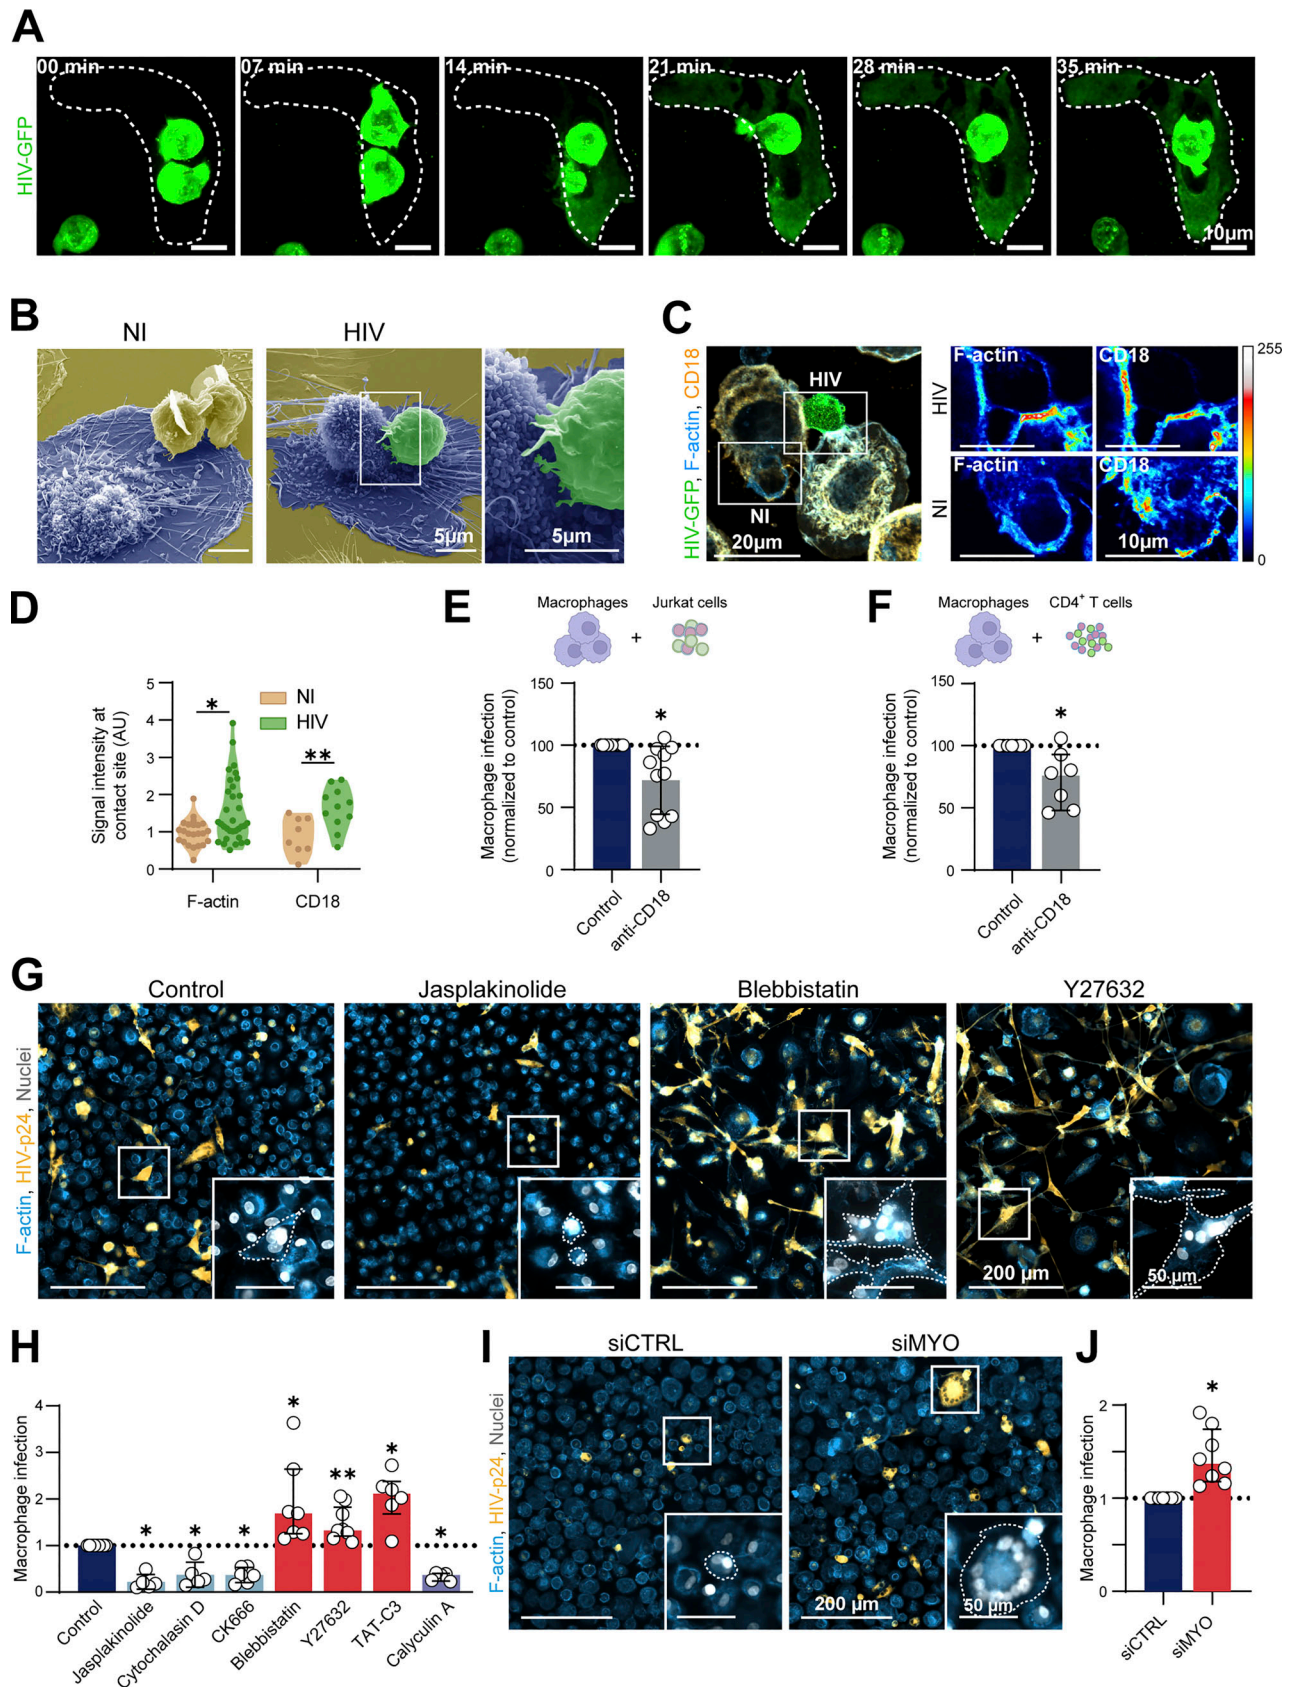 A
00 min
07 min
14 min
21 min
28 min
35 min
HIV-GFP
10µm
B
NI
HIV
5µm
5µm
C
HIV-GFP, F-actin, CD18
HIV
NI
20µm
F-actin
CD18
HIV
F-actin
CD18
NI
10µm
255
0
D
Signal intensity at
contact site (AU)
5
4
3
2
1
0
*
**
NI
HIV
F-actin
CD18
E
Macrophages
+
Jurkat cells
Macrophage infection
(normalized to control)
150
100
50
0
*
Control
anti-CD18
F
Macrophages
+
CD4⁺ T cells
Macrophage infection
(normalized to control)
150
100
50
0
*
Control
anti-CD18
G
Control
Jasplakinolide
Blebbistatin
Y27632
F-actin, HIV-p24, Nuclei
200 µm
50 µm
H
Macrophage infection
4
3
2
1
0
*
*
*
*
**
*
*
Control
Jasplakinolide
Cytochalasin D
CK666
Blebbistatin
Y27632
TAT-C3
Calyculin A
I
siCTRL
siMYO
F-actin, HIV-p24, Nuclei
200 µm
50 µm
J
Macrophage infection
2
1
0
*
siCTRL
siMYO